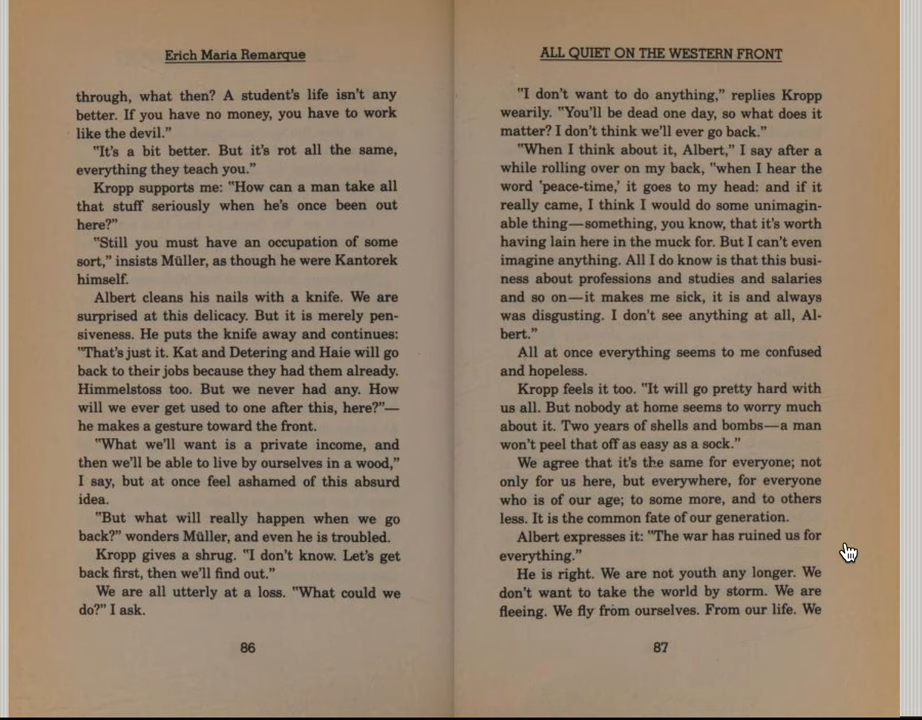 Erich Maria Remarque
through, what then? A student's life isn't any
better. If you have no money, you have to work
like the devil."
"It's a bit better. But it's rot all the same,
everything they teach you."
Kropp supports me: "How can a man take all
that stuff seriously when he's once been out
here?"
"Still you must have an occupation of some
sort," insists Müller, as though he were Kantorek
himself.
Albert cleans his nails with a knife. We are
surprised at this delicacy. But it is merely pen-
siveness. He puts the knife away and continues:
"That's just it. Kat and Detering and Haie will go
back to their jobs because they had them already.
Himmelstoss too. But we never had any. How
will we ever get used to one after this, here?"—
he makes a gesture toward the front.
"What we'll want is a private income, and
then we'll be able to live by ourselves in a wood,"
I say, but at once feel ashamed of this absurd
idea.
"But what will really happen when we go
back?" wonders Müller, and even he is troubled.
Kropp gives a shrug. "I don't know. Let's get
back first, then we'll find out."
We are all utterly at a loss. "What could we
do?" I ask.
86
ALL QUIET ON THE WESTERN FRONT
"I don't want to do anything," replies Kropp
wearily. "You'll be dead one day, so what does it
matter? I don't think we'll ever go back."
"When I think about it, Albert," I say after a
while rolling over on my back, "when I hear the
word 'peace-time,' it goes to my head: and if it
really came, I think I would do some unimagin-
able thing—something, you know, that it's worth
having lain here in the muck for. But I can't even
imagine anything. All I do know is that this busi-
ness about professions and studies and salaries
and so on—it makes me sick, it is and always
was disgusting. I don't see anything at all, Al-
bert."
All at once everything seems to me confused
and hopeless.
Kropp feels it too. "It will go pretty hard with
us all. But nobody at home seems to worry much
about it. Two years of shells and bombs—a man
won't peel that off as easy as a sock."
We agree that it's the same for everyone; not
only for us here, but everywhere, for everyone
who is of our age; to some more, and to others
less. It is the common fate of our generation.
Albert expresses it: "The war has ruined us for
everything."
He is right. We are not youth any longer. We
don't want to take the world by storm. We are
fleeing. We fly from ourselves. From our life. We
87